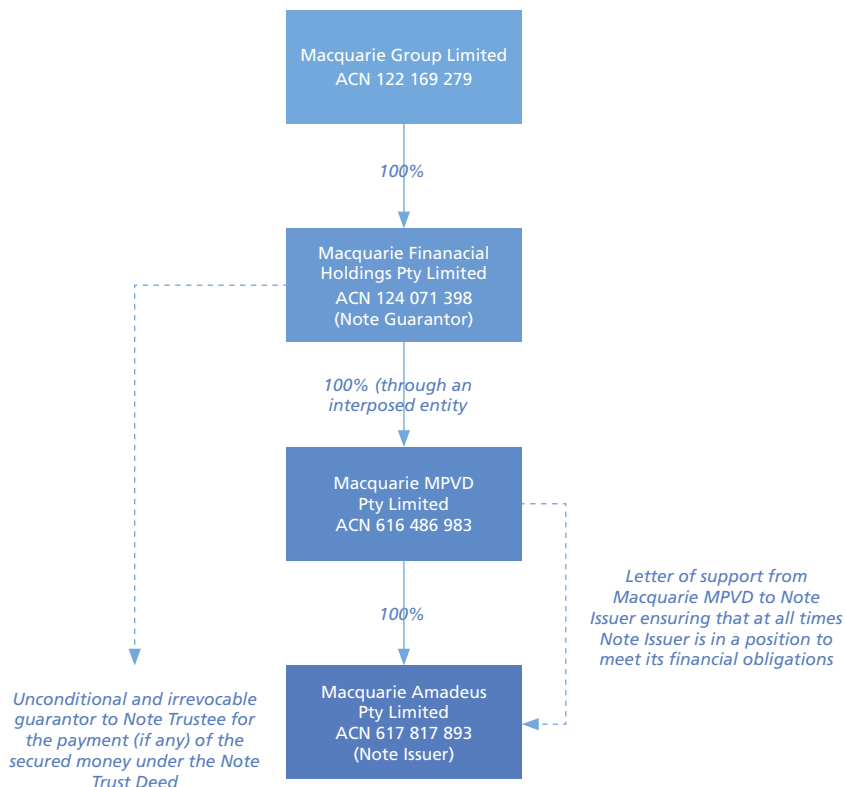 Macquarie Group Limited
ACN 122 169 279
100%
Macquarie Finanacial
Holdings Pty Limited
ACN 124 071 398
(Note Guarantor)
100% (through an
interposed entity
Macquarie MPVD
Pty Limited
ACN 616 486 983
Letter of support from
Macquarie MPVD to Note
Issuer ensuring that at all times
Note Issuer is in a position to
meet its financial obligations
100%
Macquarie Amadeus
Pty Limited
ACN 617 817 893
(Note Issuer)
Unconditional and irrevocable
guarantor to Note Trustee for
the payment (if any) of the
secured money under the Note
Trust Deed